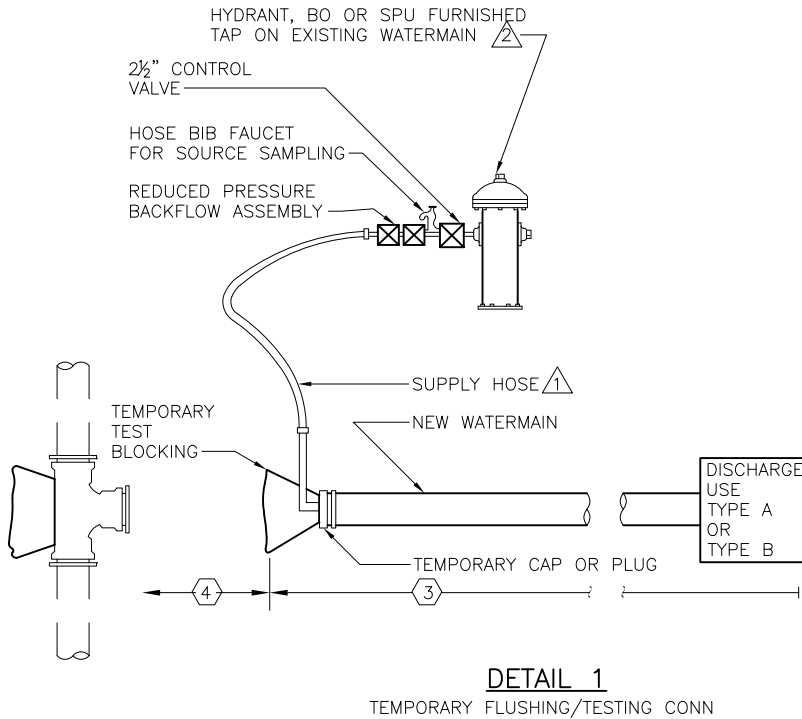 HYDRANT, BO OR SPU FURNISHED
TAP ON EXISTING WATERMAIN 2
2½" CONTROL
VALVE
HOSE BIB FAUCET
FOR SOURCE SAMPLING
REDUCED PRESSURE
BACKFLOW ASSEMBLY
SUPPLY HOSE 1
TEMPORARY
TEST
BLOCKING
NEW WATERMAIN
DISCHARGE
USE
TYPE A
OR
TYPE B
TEMPORARY CAP OR PLUG
4
3
DETAIL 1
TEMPORARY FLUSHING/TESTING CONN